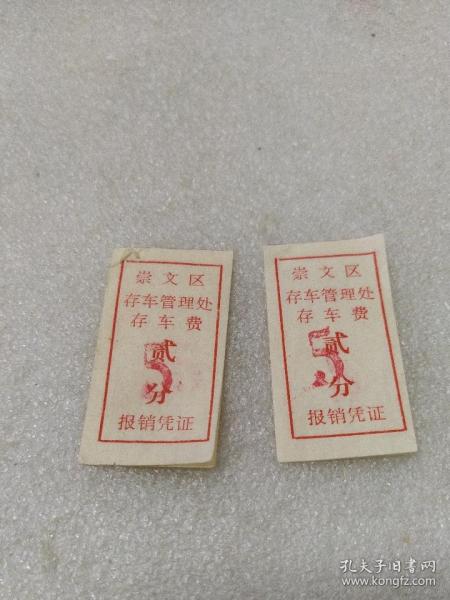 崇文区
存车管理处
存车费
贰
分
5
报销凭证
崇文区
存车管理处
存车费
贰
分
5
报销凭证
孔夫子旧书网
www.kongfz.com